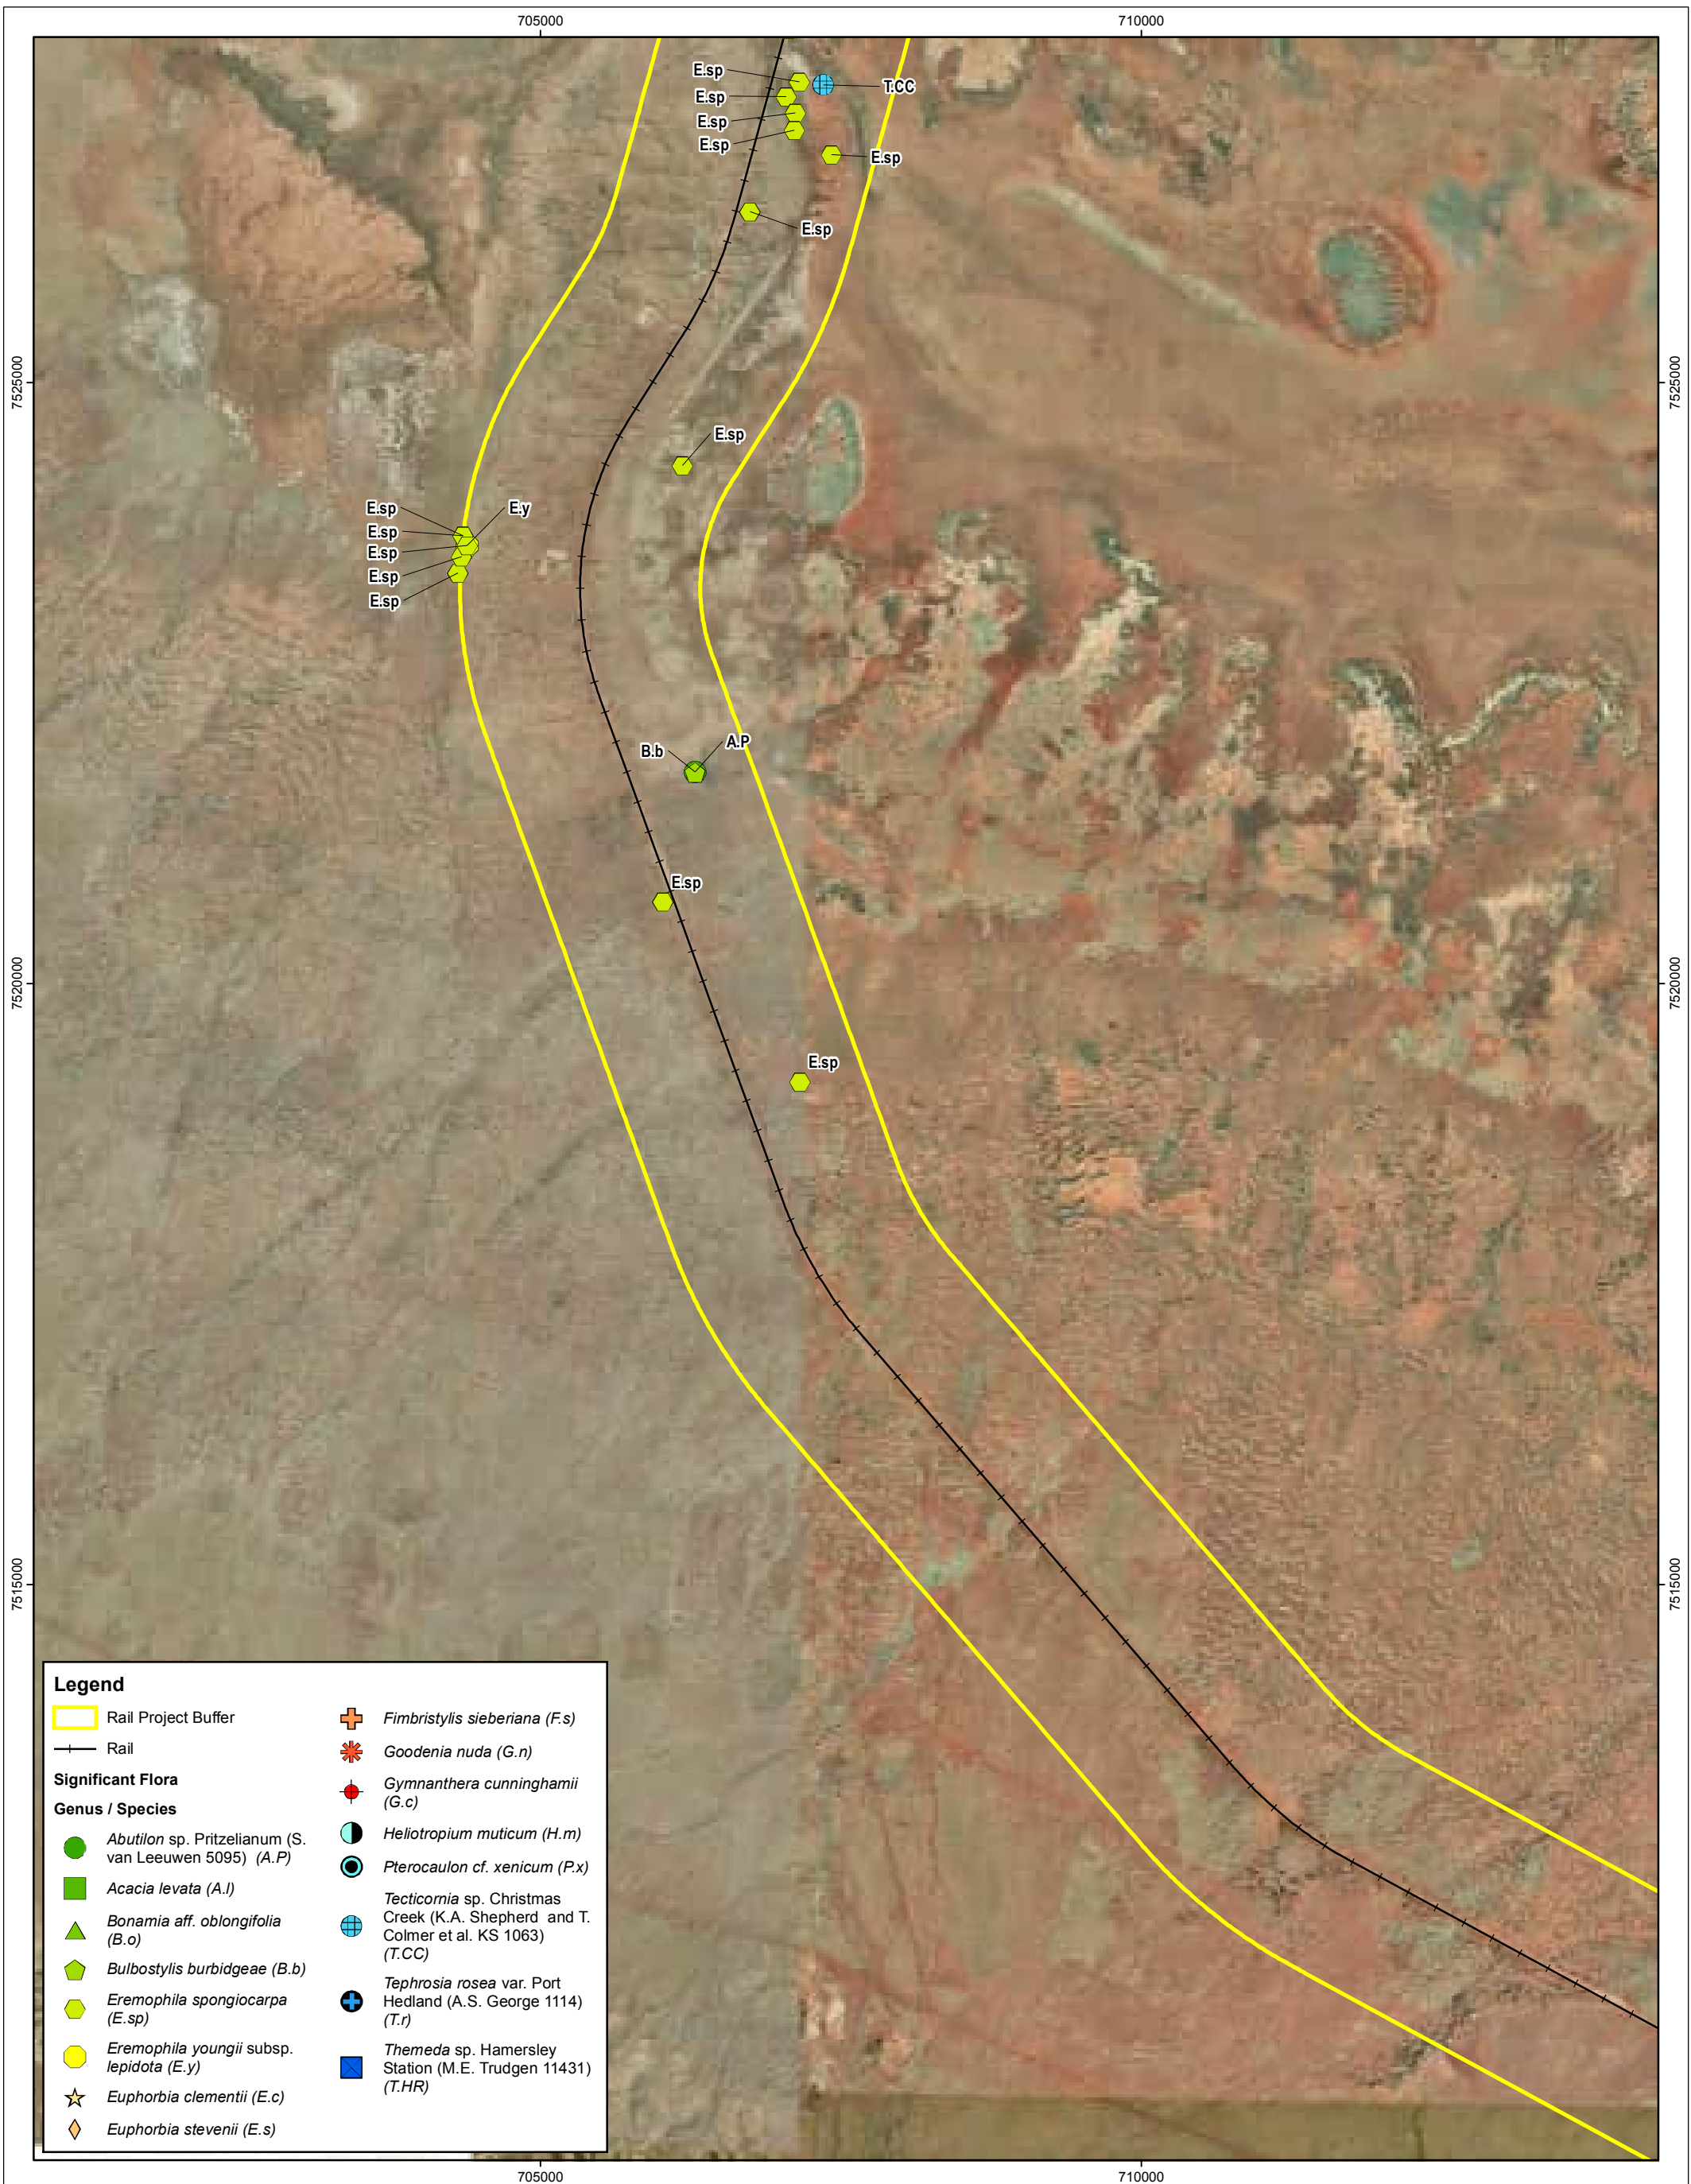 705000
710000
E.sp
T.CC
E.sp
E.sp
E.sp
E.sp
E.sp
7525000
7525000
E.sp
E.sp
E.y
E.sp
E.sp
E.sp
E.sp
A.P
B.b
E.sp
7520000
7520000
E.sp
7515000
7515000
Legend
Rail Project Buffer
Rail
Significant Flora
Genus / Species
Abutilon sp. Pritzelianum (S.
van Leeuwen 5095) (A.P)
Acacia levata (A.l)
Bonamia aff. oblongifolia
(B.o)
Bulbostylis burbidgeae (B.b)
Eremophila spongiocarpa
(E.sp)
Eremophila youngii subsp.
lepidota (E.y)
Euphorbia clementii (E.c)
Euphorbia stevenii (E.s)
Fimbristylis sieberiana (F.s)
Goodenia nuda (G.n)
Gymnanthera cunninghamii
(G.c)
Heliotropium muticum (H.m)
Pterocaulon cf. xenicum (P.x)
Tecticornia sp. Christmas
Creek (K.A. Shepherd and T.
Colmer et al. KS 1063)
(T.CC)
Tephrosia rosea var. Port
Hedland (A.S. George 1114)
(T.r)
Themeda sp. Hamersley
Station (M.E. Trudgen 11431)
(T.HR)
705000
710000